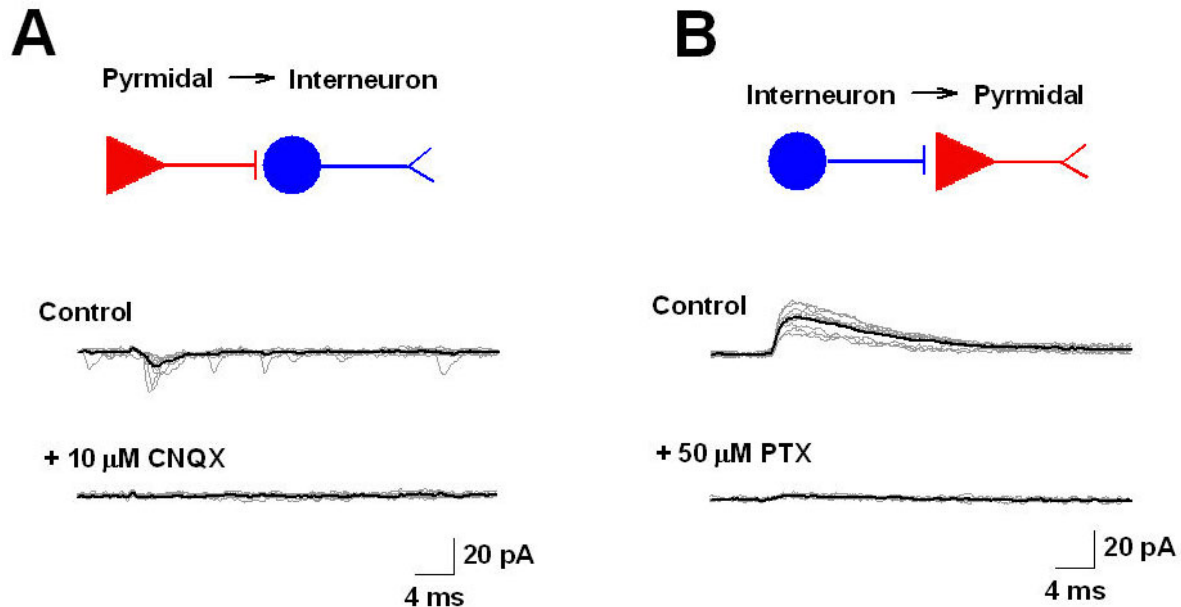 A
Pyrmidal → Interneuron
Control
+ 10 μM CNQX
20 pA
4 ms
B
Interneuron → Pyrmidal
Control
+ 50 μM PTX
20 pA
4 ms